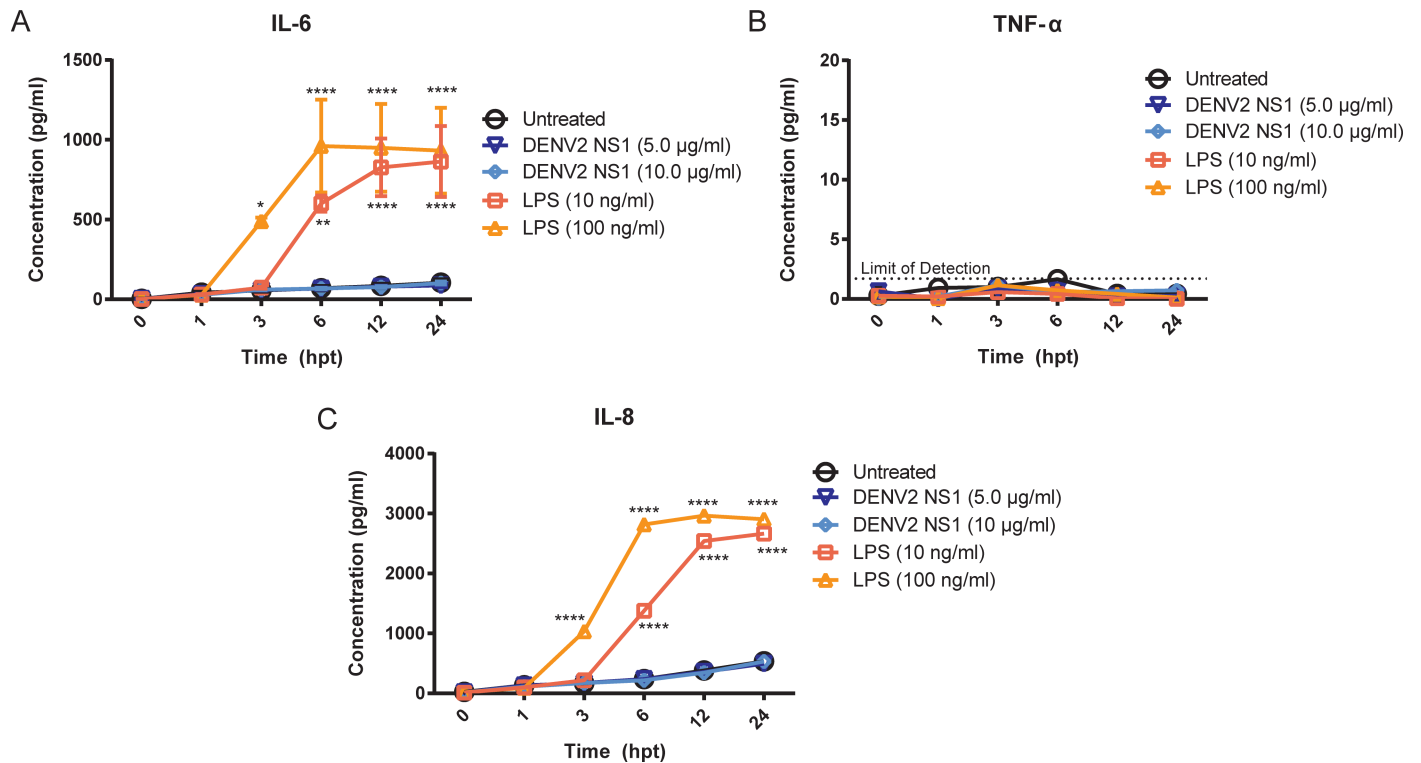 A
IL-6
Concentration (pg/ml)
1500
1000
500
0
**** **** ****
*
** **** ****
0 1 3 6 12 24
Time (hpt)
Untreated
DENV2 NS1 (5.0 µg/ml)
DENV2 NS1 (10.0 µg/ml)
LPS (10 ng/ml)
LPS (100 ng/ml)
B
TNF-α
Concentration (pg/ml)
20
15
10
5
0
Limit of Detection
0 1 3 6 12 24
Time (hpt)
Untreated
DENV2 NS1 (5.0 µg/ml)
DENV2 NS1 (10.0 µg/ml)
LPS (10 ng/ml)
LPS (100 ng/ml)
C
IL-8
Concentration (pg/ml)
4000
3000
2000
1000
0
**** **** **** ****
**** **** ****
0 1 3 6 12 24
Time (hpt)
Untreated
DENV2 NS1 (5.0 µg/ml)
DENV2 NS1 (10 µg/ml)
LPS (10 ng/ml)
LPS (100 ng/ml)